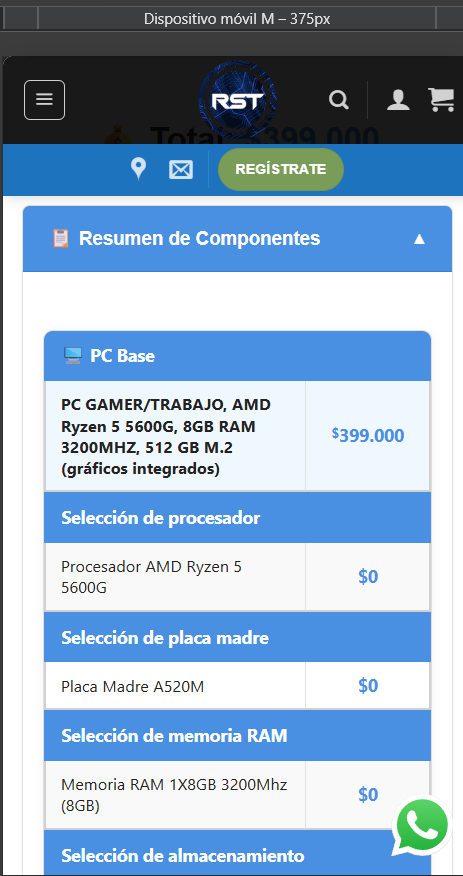 Dispositivo móvil M – 375px
RST
Total: $399.000
REGÍSTRATE
Resumen de Componentes
PC Base
PC GAMER/TRABAJO, AMD
Ryzen 5 5600G, 8GB RAM
3200MHZ, 512 GB M.2
(gráficos integrados)
$399.000
Selección de procesador
Procesador AMD Ryzen 5
5600G
$0
Selección de placa madre
Placa Madre A520M
$0
Selección de memoria RAM
Memoria RAM 1X8GB 3200Mhz
(8GB)
$0
Selección de almacenamiento